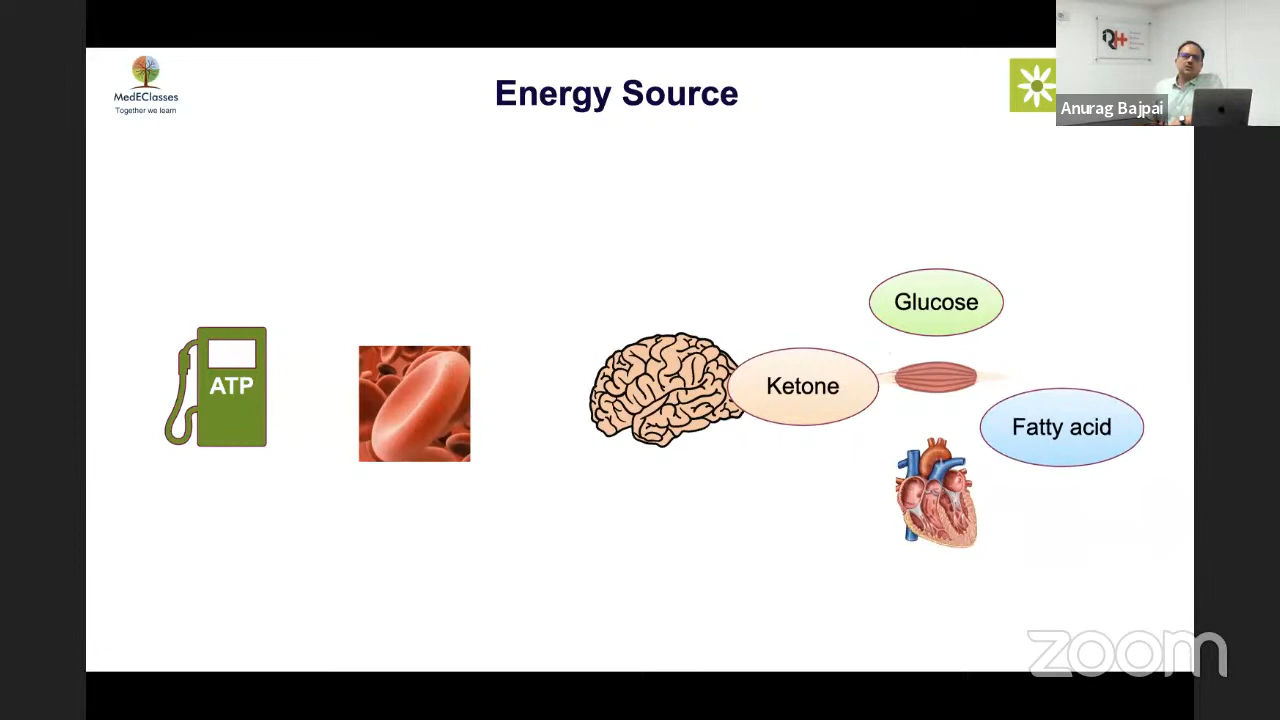 MedEClasses
Together we learn
Energy Source
Anurag Bajpai
ATP
Ketone
Glucose
Fatty acid
zoom